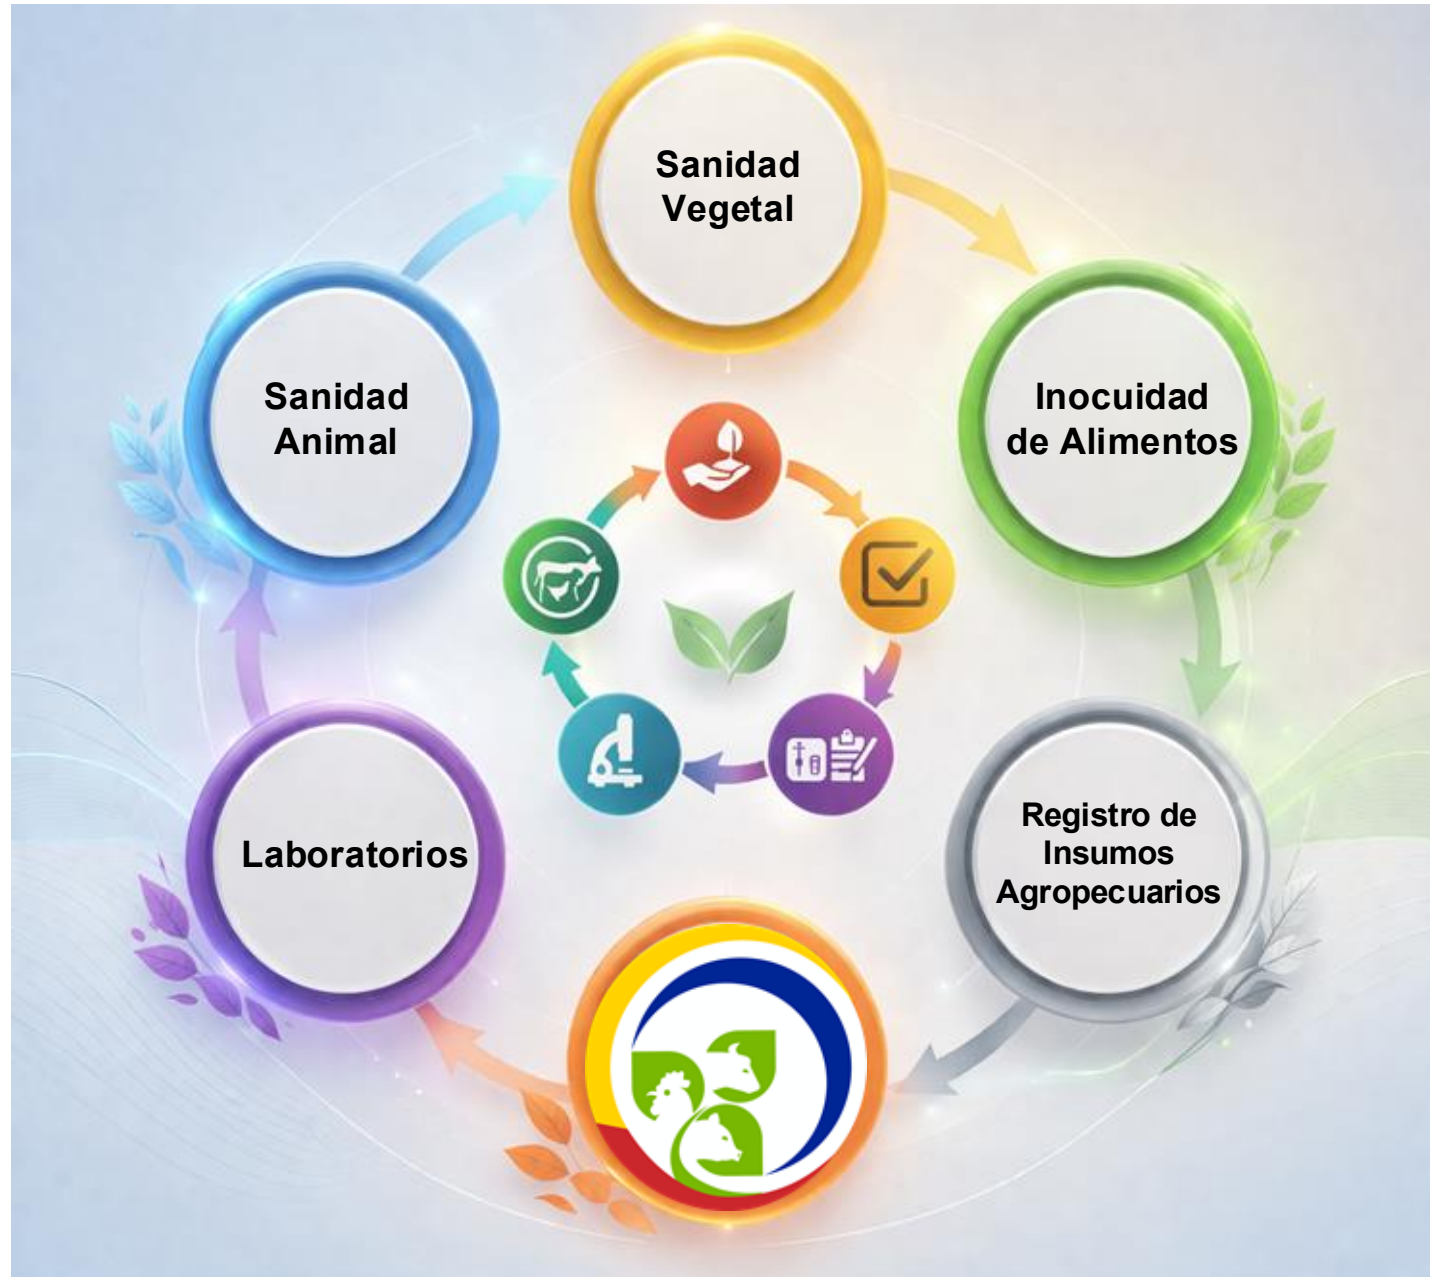 Sanidad
Vegetal
Sanidad
Animal
Inocuidad
de Alimentos
Laboratorios
Registro de
Insumos
Agropecuarios